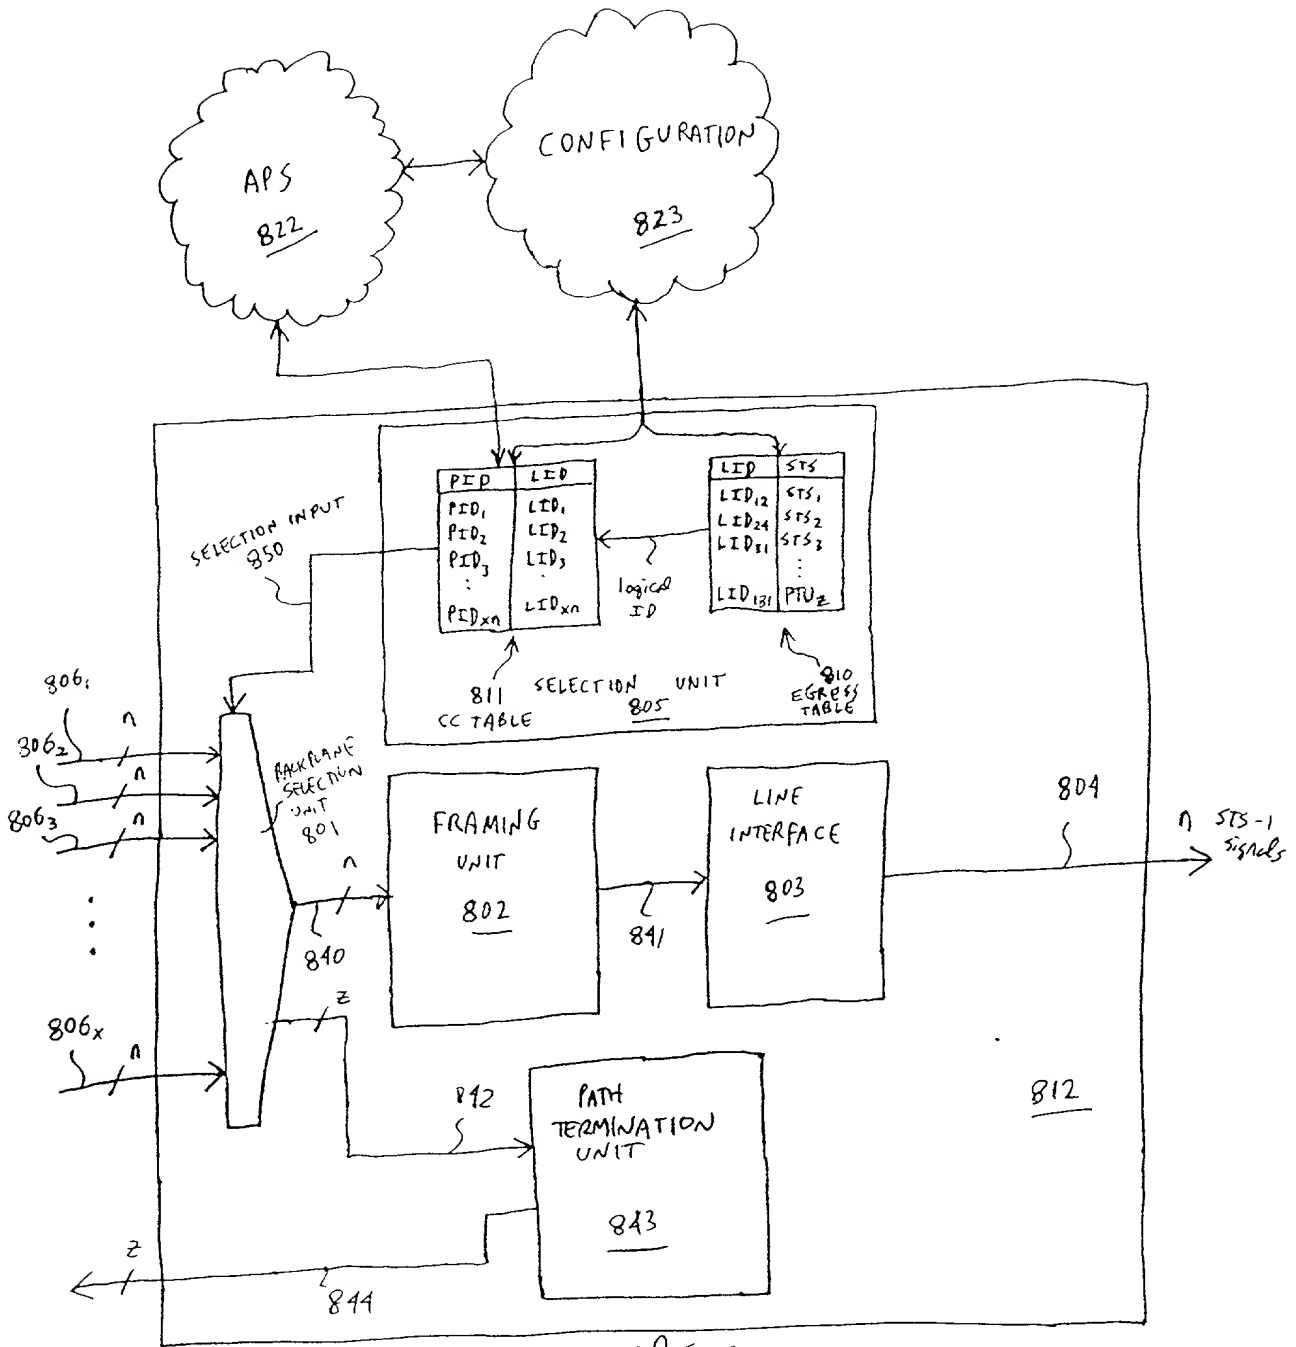 APS
822
CONFIGURATION
823
SELECTION INPUT
850
PID LID
PID₁ LID₁
PID₂ LID₂
PID₃ LID₃
⋮ .
PIDxn LIDxn
logical
ID
LID STS
LID₁₂ STS₁
LID₂₄ STS₂
LID₃₁ STS₃
⋮
LID₁₃₁ PTUz
811
SC TABLE
SELECTION UNIT
805
810
EGRESS
TABLE
806₁
n
806₂
n
806₃
n
806x
n
BACKPLANE
SELECTION
UNIT
801
n
840
FRAMING
UNIT
802
841
LINE
INTERFACE
803
804
n STS-1
signals
z
842
PATH
TERMINATION
UNIT
843
z
844
812